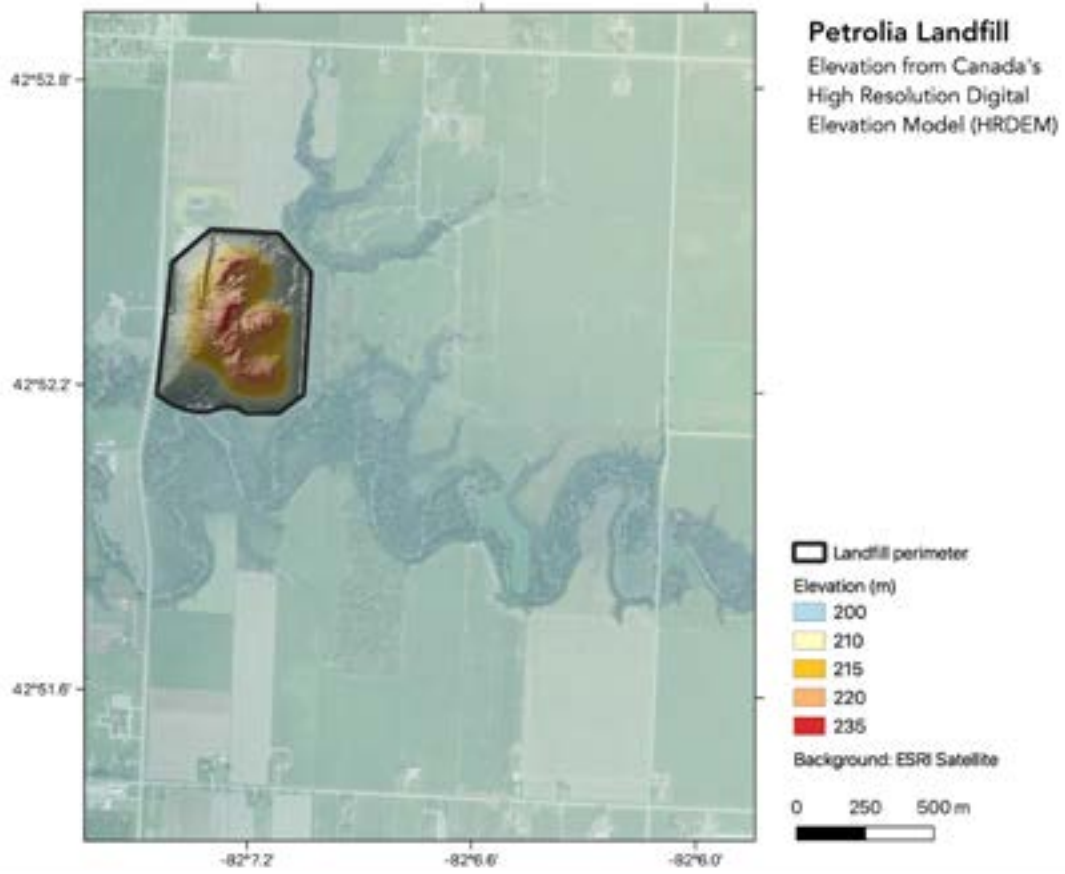 Petrolia Landfill
Elevation from Canada's
High Resolution Digital
Elevation Model (HRDEM)
42°52.8'
42°52.2'
42°51.6'
-82°7.2'
-82°6.6'
-82°6.0'
Landfill perimeter
Elevation (m)
200
210
215
220
235
Background: ESRI Satellite
0 250 500 m